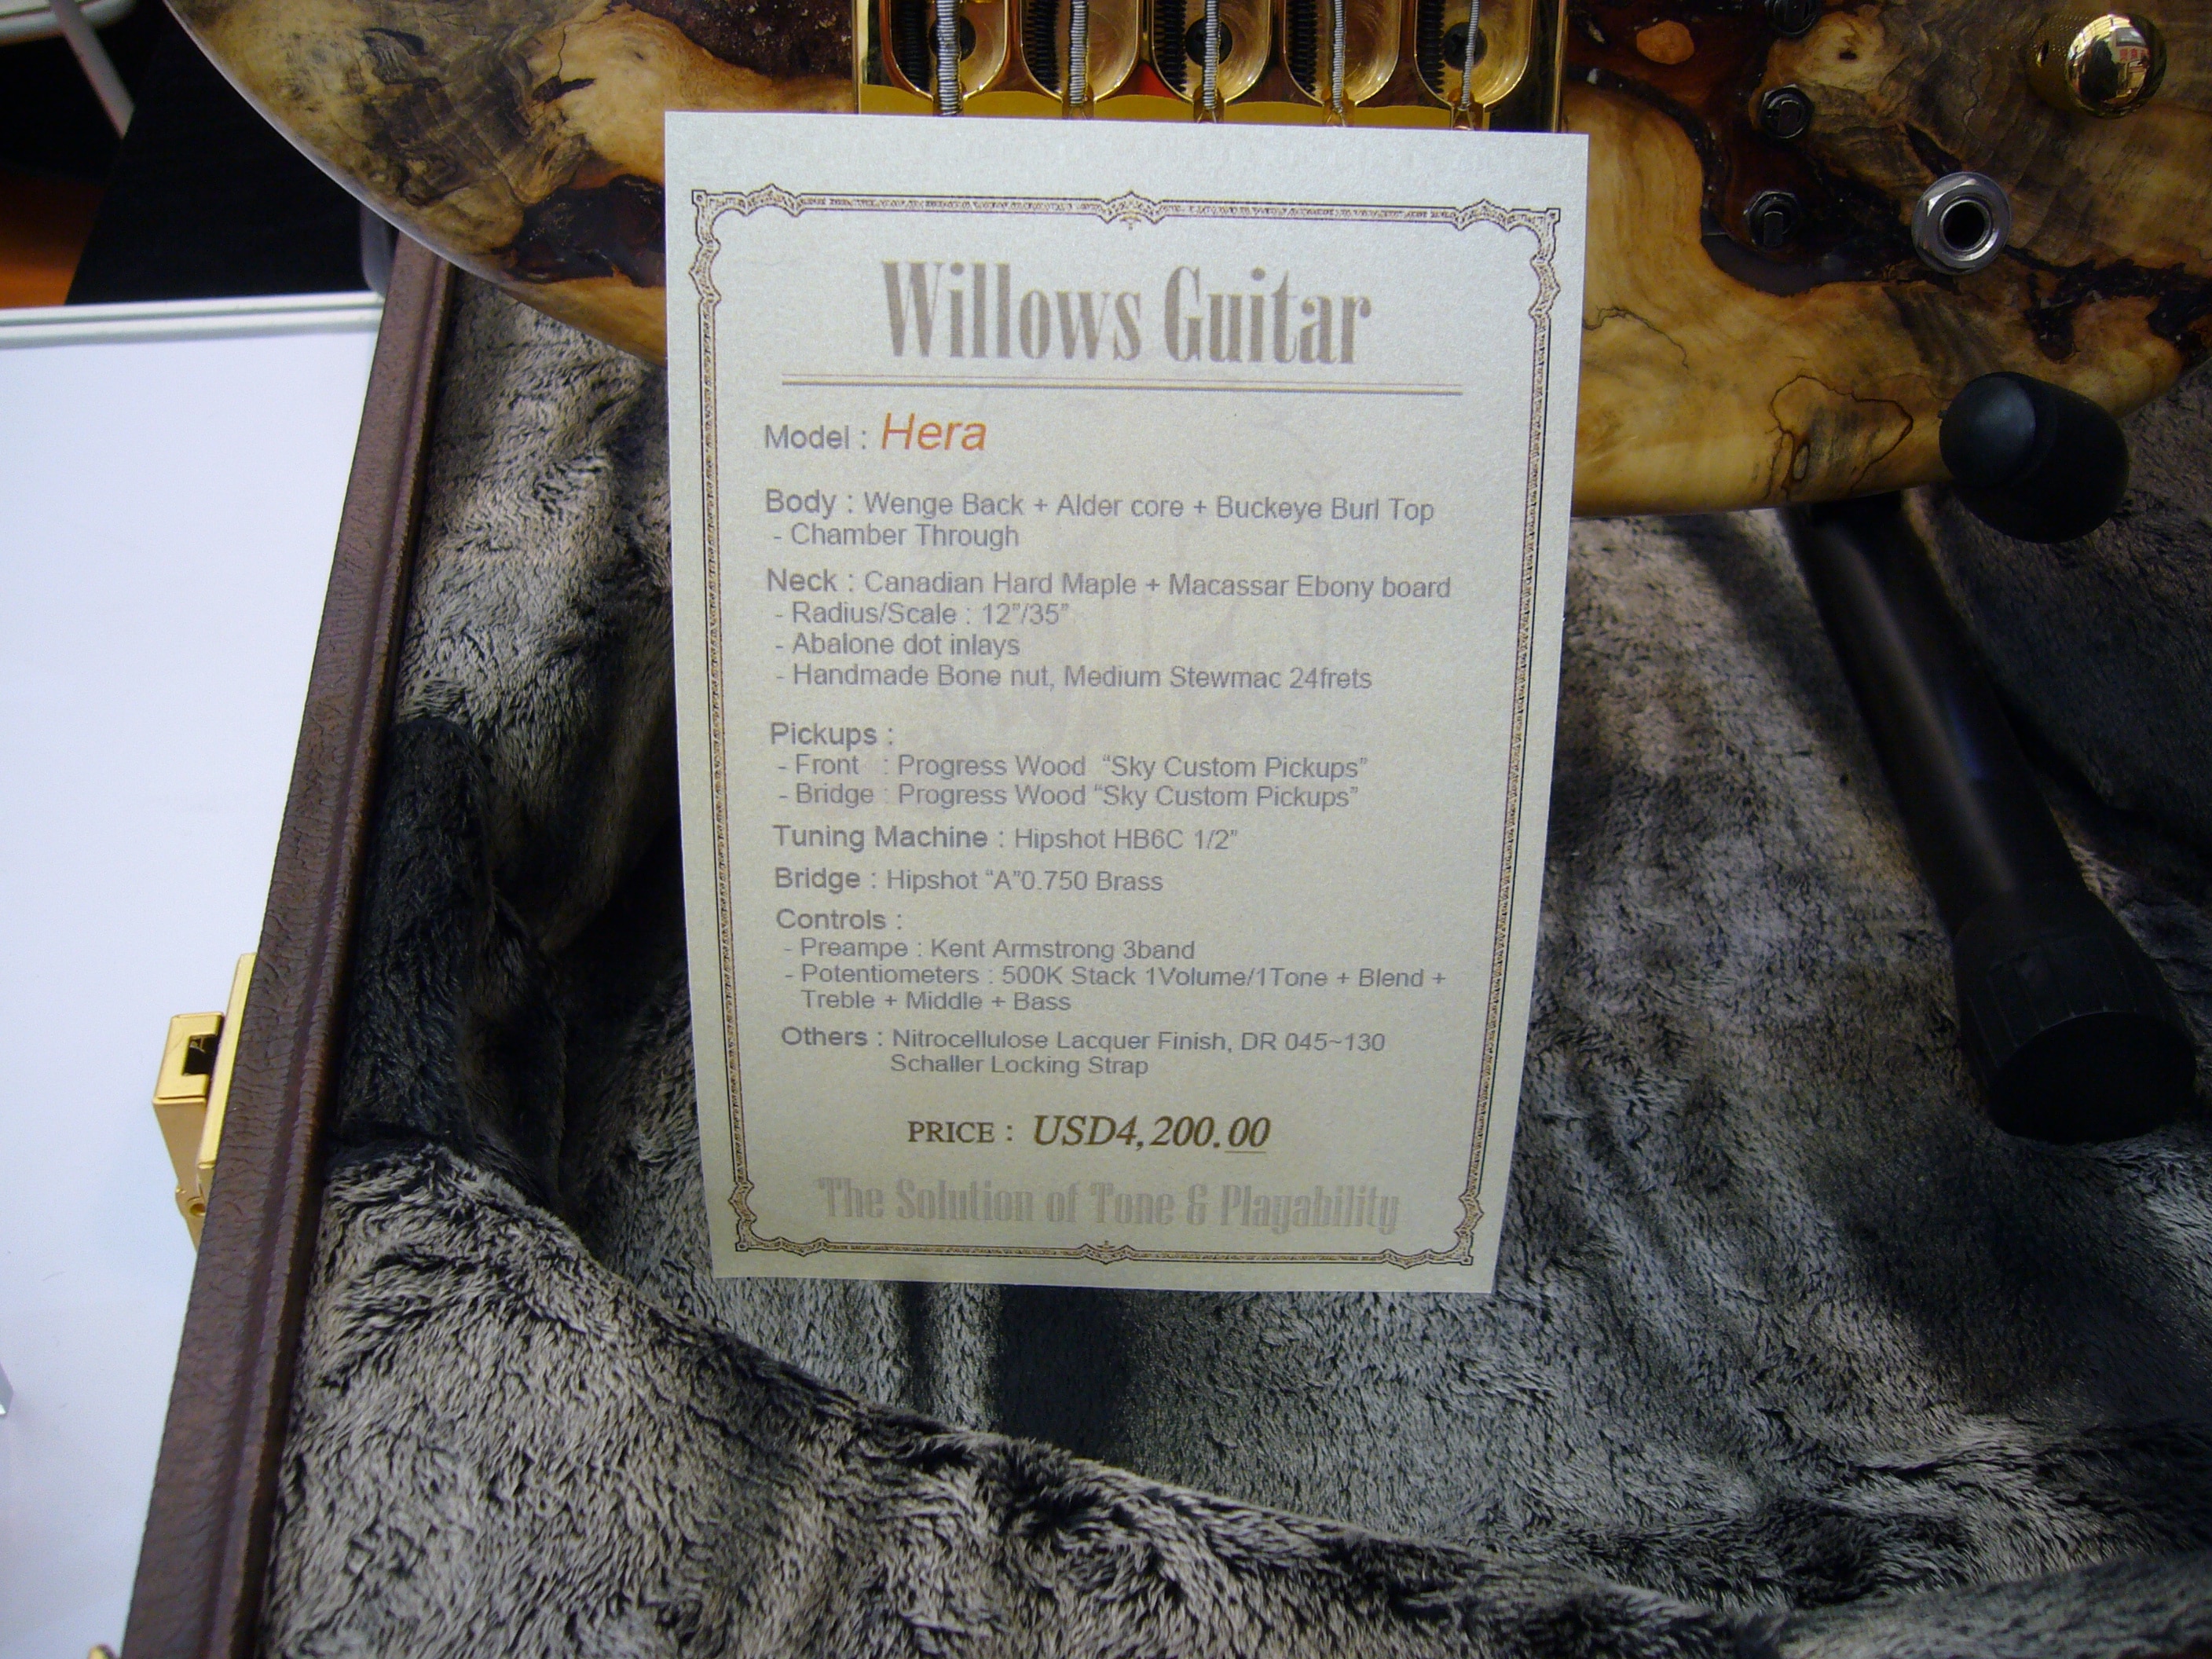 Willows Guitar
Model : Hera
Body : Wenge Back + Alder core + Buckeye Burl Top
- Chamber Through
Neck : Canadian Hard Maple + Macassar Ebony board
- Radius/Scale : 12”/35”
- Abalone dot inlays
- Handmade Bone nut, Medium Stewmac 24frets
Pickups :
- Front : Progress Wood “Sky Custom Pickups”
- Bridge : Progress Wood “Sky Custom Pickups”
Tuning Machine : Hipshot HB6C 1/2”
Bridge : Hipshot “A”0.750 Brass
Controls :
- Preampe : Kent Armstrong 3band
- Potentiometers : 500K Stack 1Volume/1Tone + Blend +
Treble + Middle + Bass
Others : Nitrocellulose Lacquer Finish, DR 045~130
Schaller Locking Strap
PRICE : USD4,200.00
The Solution of Tone & Playability